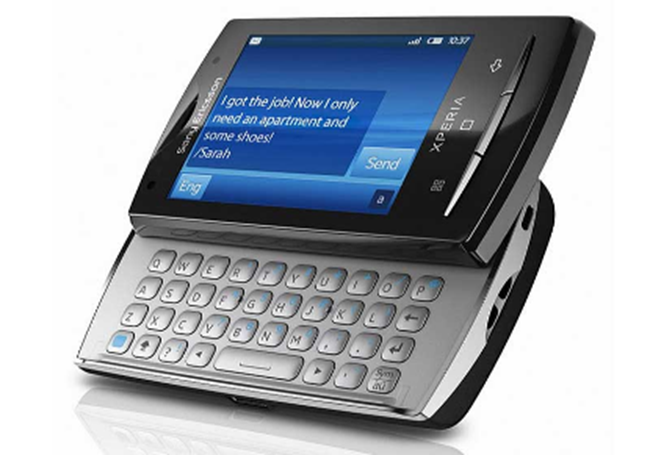 10:37
Sony Ericsson
I got the job! Now I only
need an apartment and
some shoes!
/Sarah
Send
Eng
a
XPERIA
Q W E R T Y U I O P
A S D F G H J K L
Z X C V B N M , .
?
Sym